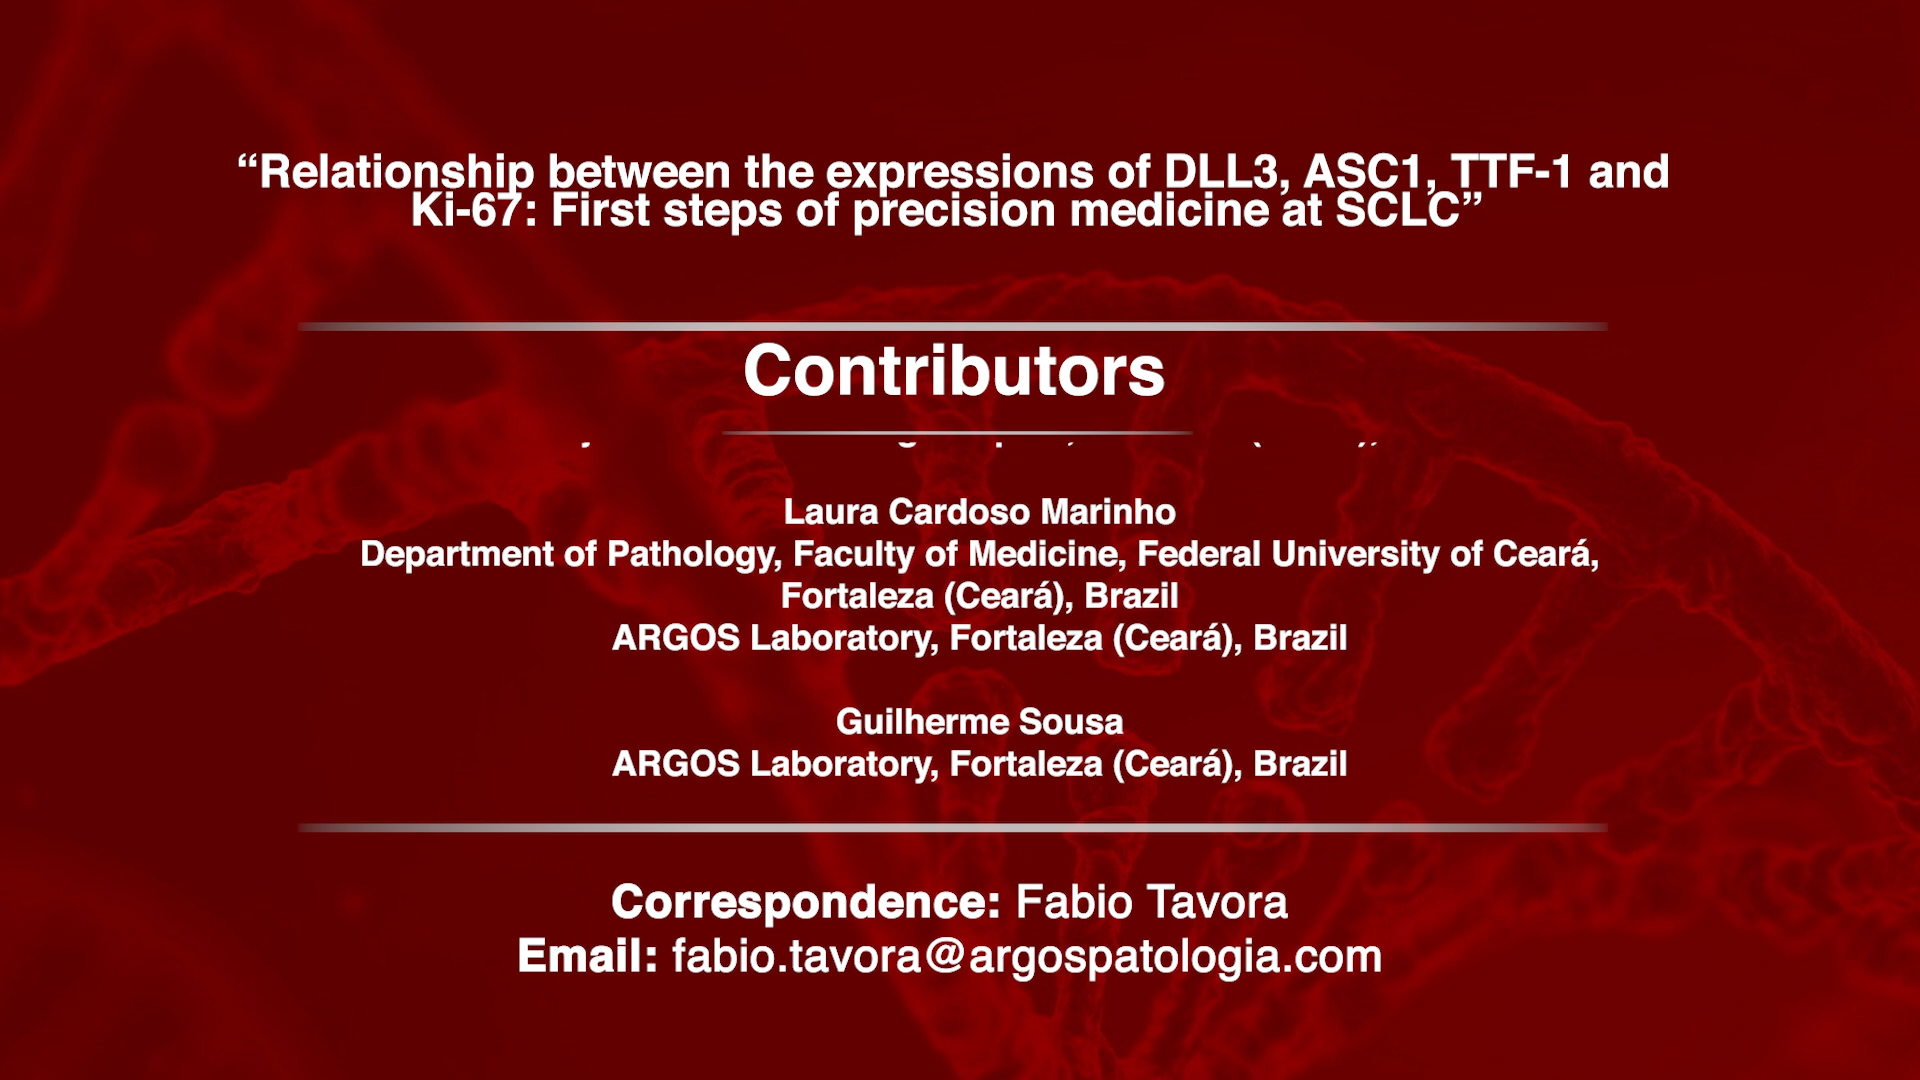 “Relationship between the expressions of DLL3, ASC1, TTF-1 and
Ki-67: First steps of precision medicine at SCLC”
Contributors
Laura Cardoso Marinho
Department of Pathology, Faculty of Medicine, Federal University of Ceará,
Fortaleza (Ceará), Brazil
ARGOS Laboratory, Fortaleza (Ceará), Brazil
Guilherme Sousa
ARGOS Laboratory, Fortaleza (Ceará), Brazil
Correspondence: Fabio Tavora
Email: fabio.tavora@argospatologia.com